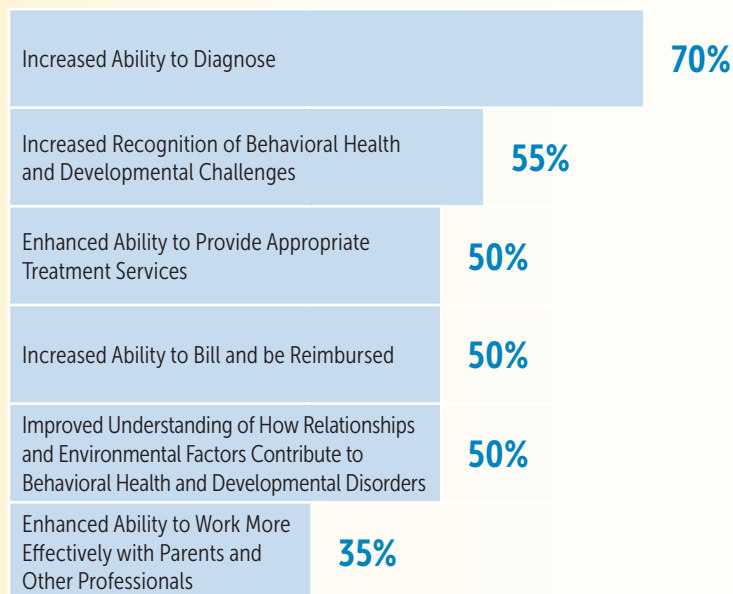 Increased Ability to Diagnose
70%
Increased Recognition of Behavioral Health
and Developmental Challenges
55%
Enhanced Ability to Provide Appropriate
Treatment Services
50%
Increased Ability to Bill and be Reimbursed
50%
Improved Understanding of How Relationships
and Environmental Factors Contribute to
Behavioral Health and Developmental Disorders
50%
Enhanced Ability to Work More
Effectively with Parents and
Other Professionals
35%